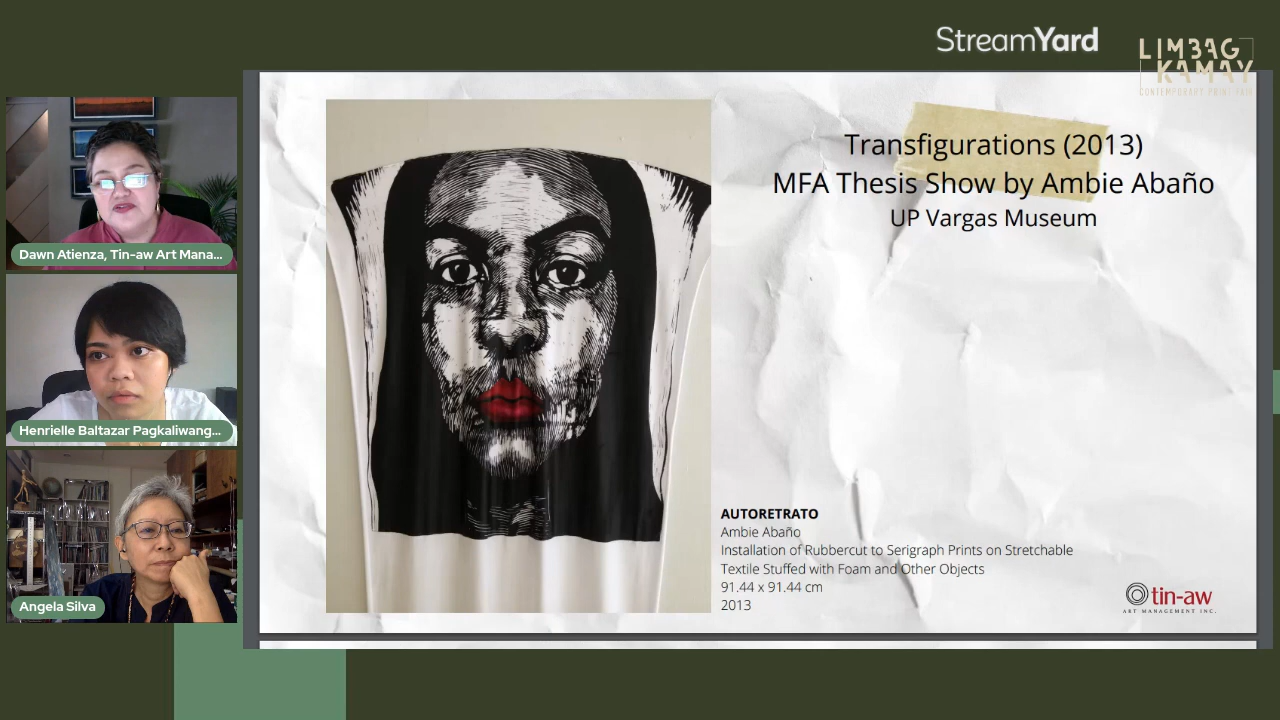 StreamYard
LIMBAG
KAMAY
CONTEMPORARY PRINT FAIR
Transfigurations (2013)
MFA Thesis Show by Ambie Abaño
UP Vargas Museum
Dawn Atienza, Tin-aw Art Mana...
Henrielle Baltazar Pagkaliwang...
Angela Silva
AUTORETRATO
Ambie Abaño
Installation of Rubbercut to Serigraph Prints on Stretchable
Textile Stuffed with Foam and Other Objects
91.44 x 91.44 cm
2013
tin-aw
ART MANAGEMENT INC.